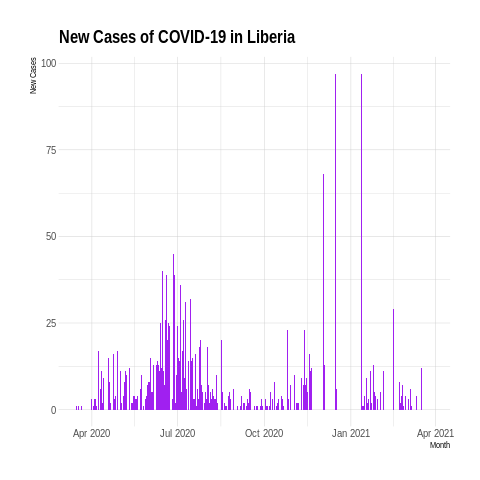 New Cases of COVID-19 in Liberia
New Cases
100
75
50
25
0
Apr 2020 Jul 2020 Oct 2020 Jan 2021 Apr 2021
Month